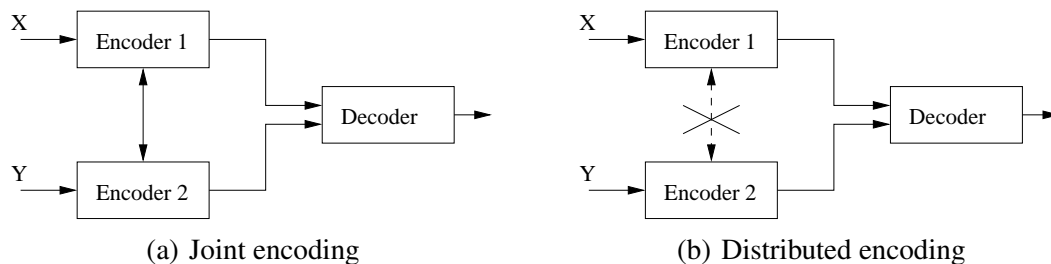 X
Encoder 1
Decoder
Y
Encoder 2
(a) Joint encoding
X
Encoder 1
Decoder
Y
Encoder 2
(b) Distributed encoding